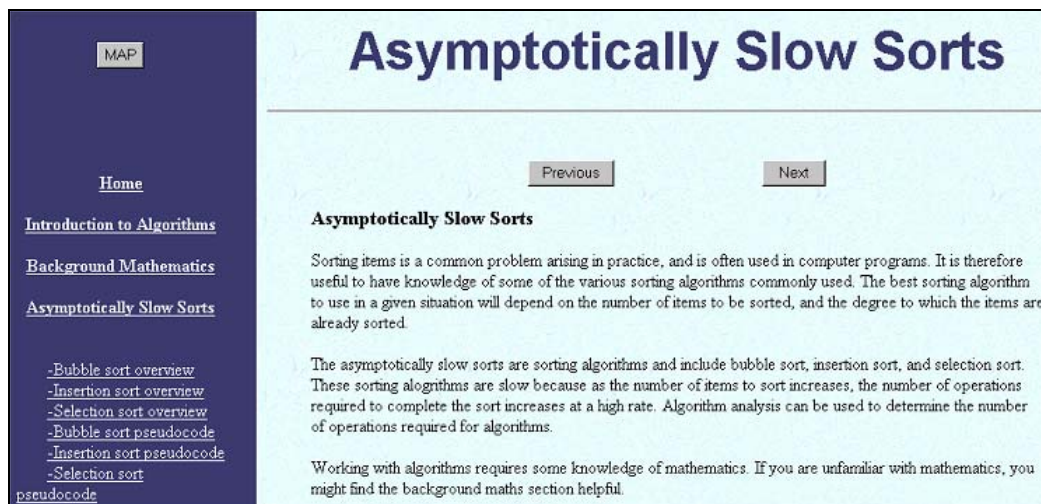 MAP
Home
Introduction to Algorithms
Background Mathematics
Asymptotically Slow Sorts
-Bubble sort overview
-Insertion sort overview
-Selection sort overview
-Bubble sort pseudocode
-Insertion sort pseudocode
-Selection sort
pseudocode
Asymptotically Slow Sorts
Previous
Next
Asymptotically Slow Sorts
Sorting items is a common problem arising in practice, and is often used in computer programs. It is therefore
useful to have knowledge of some of the various sorting algorithms commonly used. The best sorting algorithm
to use in a given situation will depend on the number of items to be sorted, and the degree to which the items are
already sorted.
The asymptotically slow sorts are sorting algorithms and include bubble sort, insertion sort, and selection sort.
These sorting alogrithms are slow because as the number of items to sort increases, the number of operations
required to complete the sort increases at a high rate. Algorithm analysis can be used to determine the number
of operations required for algorithms.
Working with algorithms requires some knowledge of mathematics. If you are unfamiliar with mathematics, you
might find the background maths section helpful.